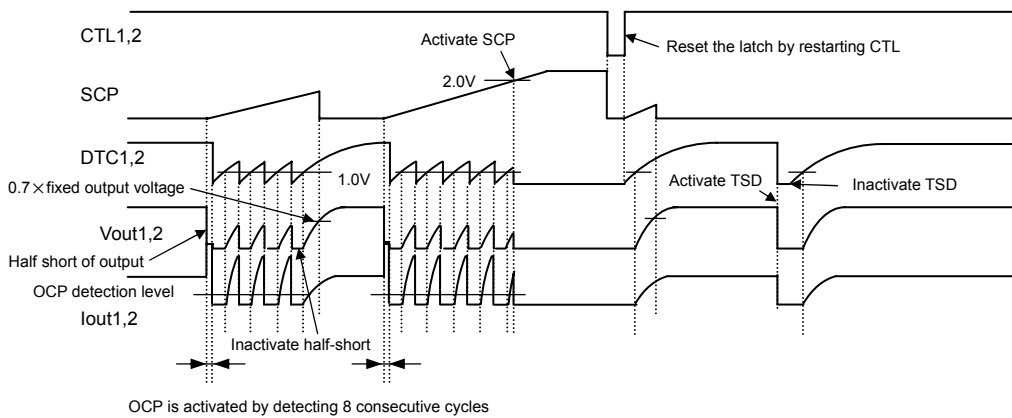 CTL1,2
Activate SCP
Reset the latch by restarting CTL
2.0V
SCP
DTC1,2
1.0V
0.7×fixed output voltage
Activate TSD
Inactivate TSD
Vout1,2
Half short of output
OCP detection level
Iout1,2
Inactivate half-short
OCP is activated by detecting 8 consecutive cycles